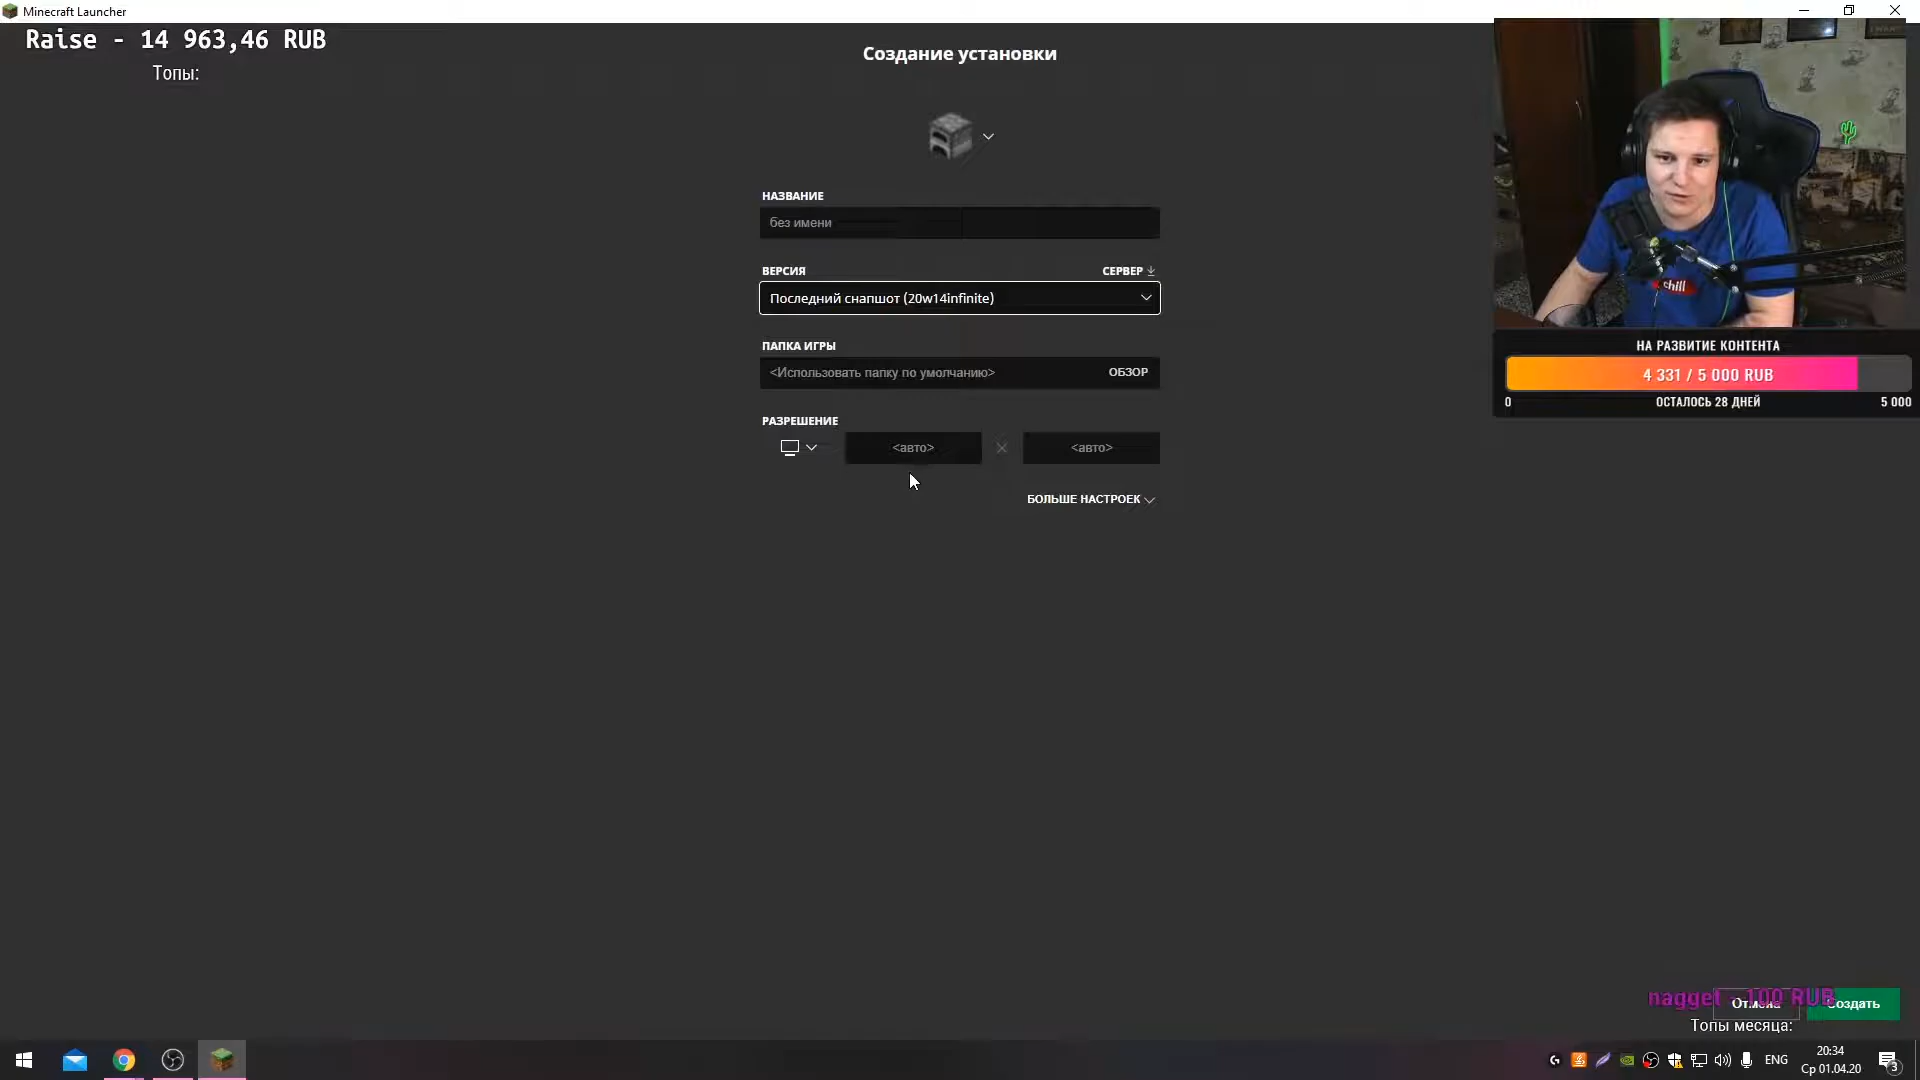 Minecraft Launcher
Raise - 14 963,46 RUB
Топы:
Создание установки
НАЗВАНИЕ
без имени
ВЕРСИЯ
СЕРВЕР
Последний снапшот (20w14infinite)
ПАПКА ИГРЫ
<Использовать папку по умолчанию>
ОБЗОР
РАЗРЕШЕНИЕ
<авто>
<авто>
БОЛЬШЕ НАСТРОЕК
chill
НА РАЗВИТИЕ КОНТЕНТА
4 331 / 5 000 RUB
0
ОСТАЛОСЬ 28 ДНЕЙ
5 000
nagget - 100 RUB
Отмена
Создать
Топы месяца:
ENG
20:34
Ср 01.04.20
3